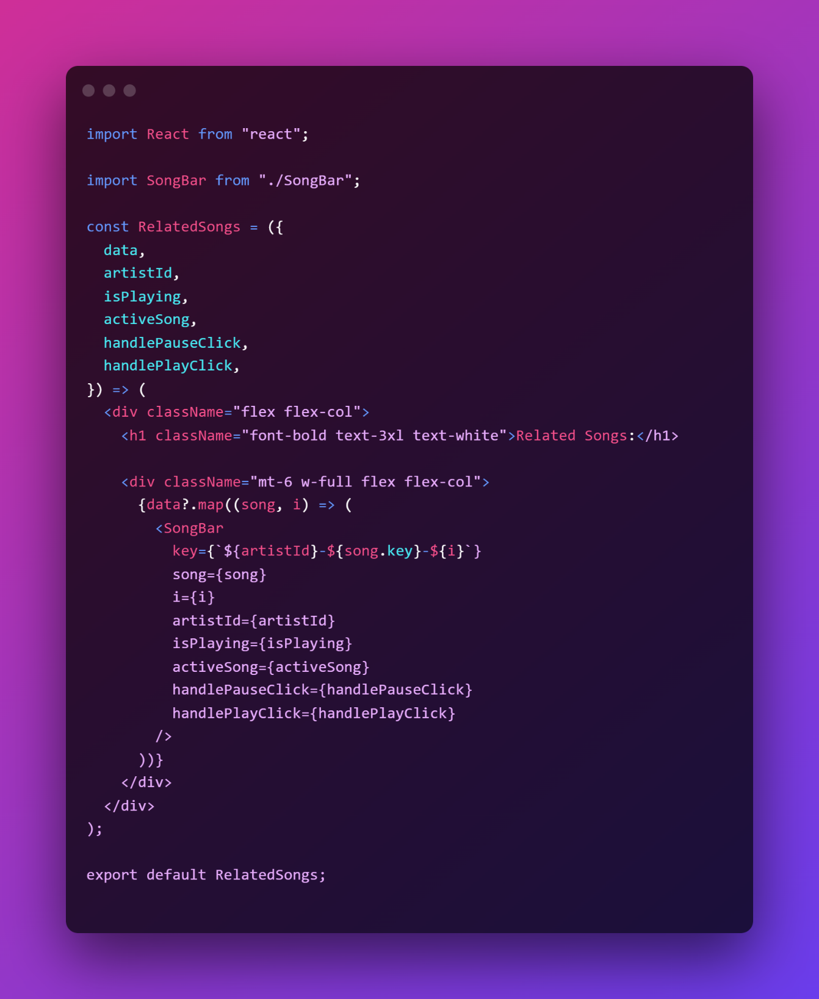 import React from "react";

import SongBar from "./SongBar";

const RelatedSongs = ({
  data,
  artistId,
  isPlaying,
  activeSong,
  handlePauseClick,
  handlePlayClick,
}) => (
  <div className="flex flex-col">
    <h1 className="font-bold text-3xl text-white">Related Songs:</h1>

    <div className="mt-6 w-full flex flex-col">
      {data?.map((song, i) => (
        <SongBar
          key={`${artistId}-${song.key}-${i}`}
          song={song}
          i={i}
          artistId={artistId}
          isPlaying={isPlaying}
          activeSong={activeSong}
          handlePauseClick={handlePauseClick}
          handlePlayClick={handlePlayClick}
        />
      ))}
    </div>
  </div>
);

export default RelatedSongs;